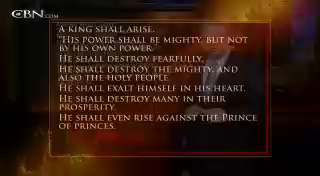 CBN.COM
A KING SHALL ARISE.
"HIS POWER SHALL BE MIGHTY, BUT NOT
BY HIS OWN POWER
HE SHALL DESTROY FEARFULLY,
HE SHALL DESTROY THE MIGHTY, AND
ALSO THE HOLY PEOPLE.
HE SHALL EXALT HIMSELF IN HIS HEART.
HE SHALL DESTROY MANY IN THEIR
PROSPERITY.
HE SHALL EVEN RISE AGAINST THE PRINCE
OF PRINCES.